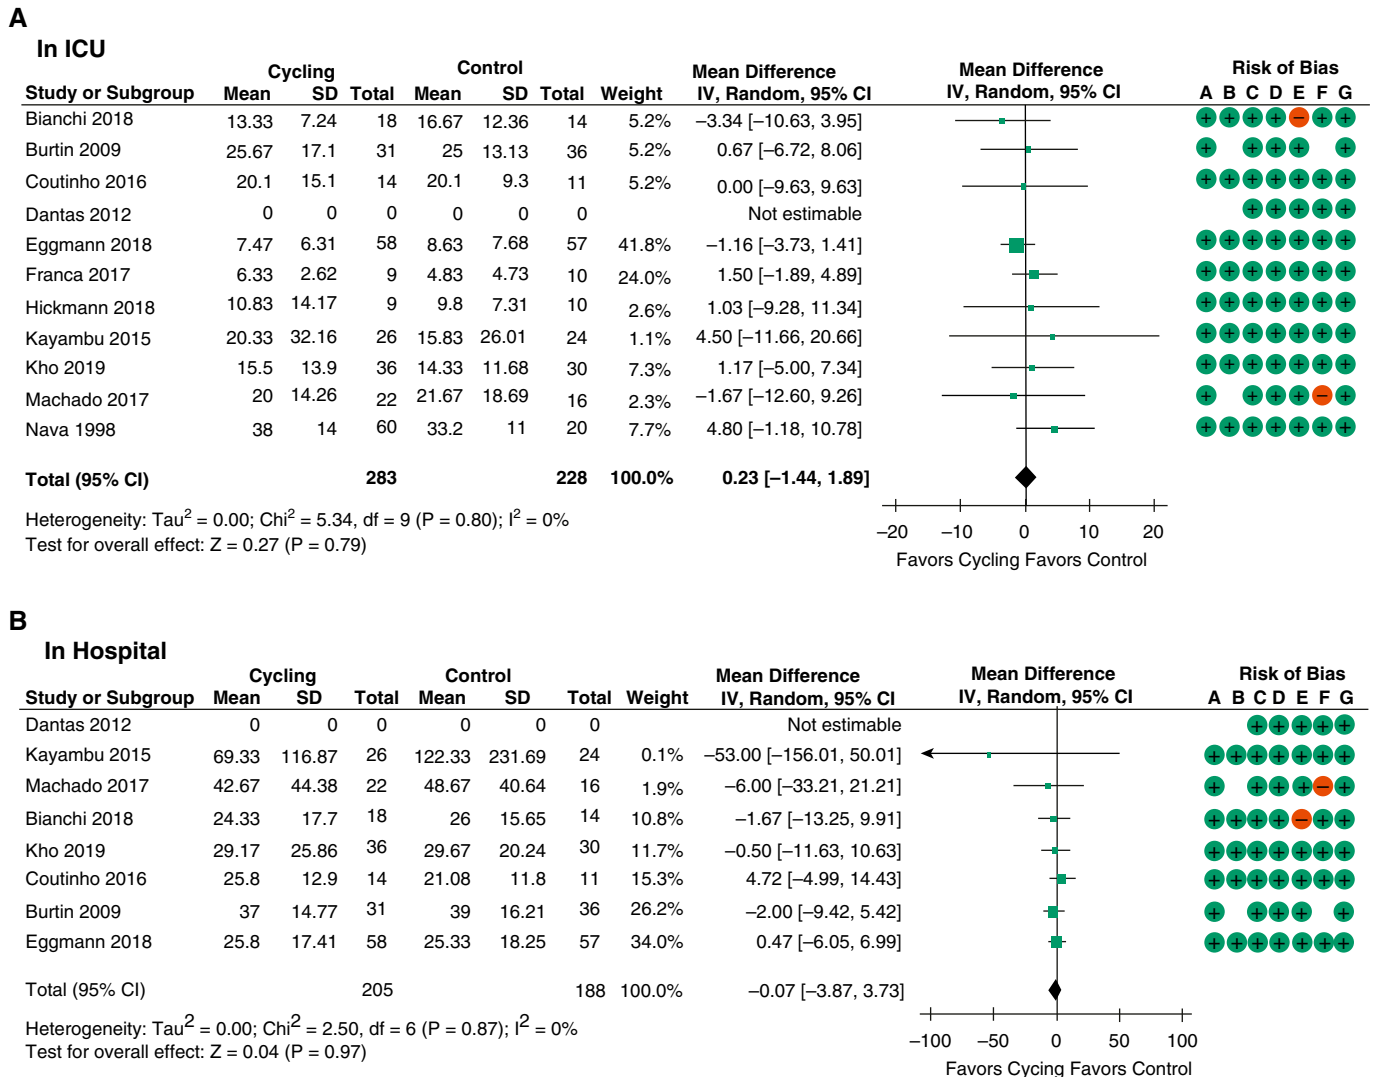 A
In ICU
Cycling Control Mean Difference Mean Difference Risk of Bias
Study or Subgroup Mean SD Total Mean SD Total Weight IV, Random, 95% CI IV, Random, 95% CI A B C D E F G
Bianchi 2018 13.33 7.24 18 16.67 12.36 14 5.2% −3.34 [−10.63, 3.95] + + + + − + +
Burtin 2009 25.67 17.1 31 25 13.13 36 5.2% 0.67 [−6.72, 8.06] + + + + +
Coutinho 2016 20.1 15.1 14 20.1 9.3 11 5.2% 0.00 [−9.63, 9.63] + + + + + + +
Dantas 2012 0 0 0 0 0 0 Not estimable + + + + +
Eggmann 2018 7.47 6.31 58 8.63 7.68 57 41.8% −1.16 [−3.73, 1.41] + + + + + + +
Franca 2017 6.33 2.62 9 4.83 4.73 10 24.0% 1.50 [−1.89, 4.89] + + + + + + +
Hickmann 2018 10.83 14.17 9 9.8 7.31 10 2.6% 1.03 [−9.28, 11.34] + + + + + + +
Kayambu 2015 20.33 32.16 26 15.83 26.01 24 1.1% 4.50 [−11.66, 20.66] + + + + + + +
Kho 2019 15.5 13.9 36 14.33 11.68 30 7.3% 1.17 [−5.00, 7.34] + + + + + + +
Machado 2017 20 14.26 22 21.67 18.69 16 2.3% −1.67 [−12.60, 9.26] + + + + − +
Nava 1998 38 14 60 33.2 11 20 7.7% 4.80 [−1.18, 10.78] + + + + + + +
Total (95% CI) 283 228 100.0% 0.23 [−1.44, 1.89]
Heterogeneity: Tau² = 0.00; Chi² = 5.34, df = 9 (P = 0.80); I² = 0%
Test for overall effect: Z = 0.27 (P = 0.79)
−20 −10 0 10 20
Favors Cycling Favors Control
B
In Hospital
Cycling Control Mean Difference Mean Difference Risk of Bias
Study or Subgroup Mean SD Total Mean SD Total Weight IV, Random, 95% CI IV, Random, 95% CI A B C D E F G
Dantas 2012 0 0 0 0 0 0 Not estimable + + + + +
Kayambu 2015 69.33 116.87 26 122.33 231.69 24 0.1% −53.00 [−156.01, 50.01] + + + + + + +
Machado 2017 42.67 44.38 22 48.67 40.64 16 1.9% −6.00 [−33.21, 21.21] + + + + − +
Bianchi 2018 24.33 17.7 18 26 15.65 14 10.8% −1.67 [−13.25, 9.91] + + + + − + +
Kho 2019 29.17 25.86 36 29.67 20.24 30 11.7% −0.50 [−11.63, 10.63] + + + + + + +
Coutinho 2016 25.8 12.9 14 21.08 11.8 11 15.3% 4.72 [−4.99, 14.43] + + + + + + +
Burtin 2009 37 14.77 31 39 16.21 36 26.2% −2.00 [−9.42, 5.42] + + + + +
Eggmann 2018 25.8 17.41 58 25.33 18.25 57 34.0% 0.47 [−6.05, 6.99] + + + + + + +
Total (95% CI) 205 188 100.0% −0.07 [−3.87, 3.73]
Heterogeneity: Tau² = 0.00; Chi² = 2.50, df = 6 (P = 0.87); I² = 0%
Test for overall effect: Z = 0.04 (P = 0.97)
−100 −50 0 50 100
Favors Cycing Favors Control